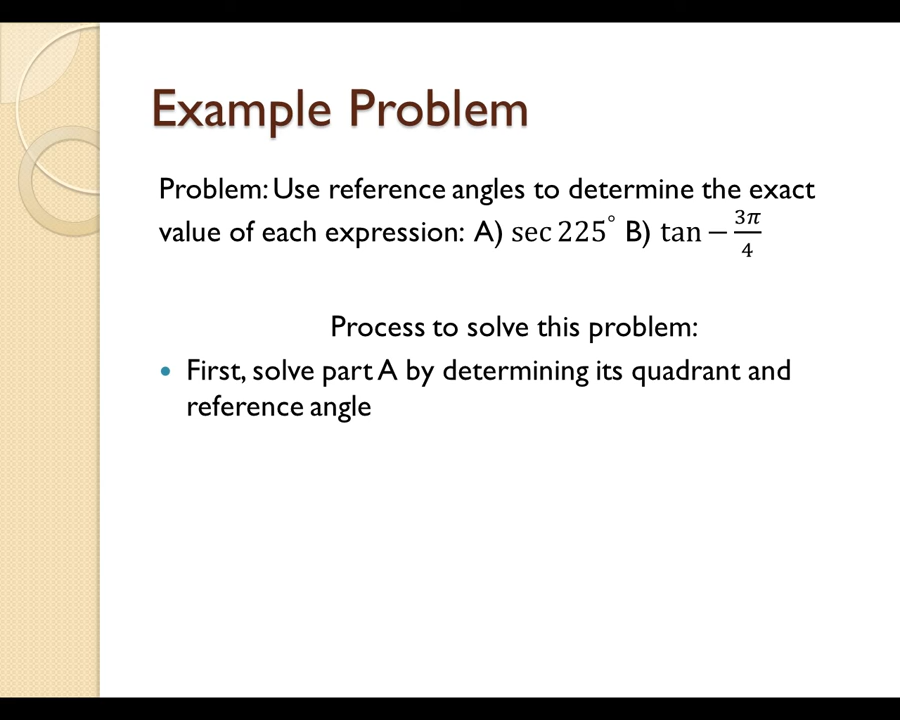 Example Problem
Problem: Use reference angles to determine the exact
value of each expression: A) sec 225° B) tan −3π/4
Process to solve this problem:
• First, solve part A by determining its quadrant and
reference angle